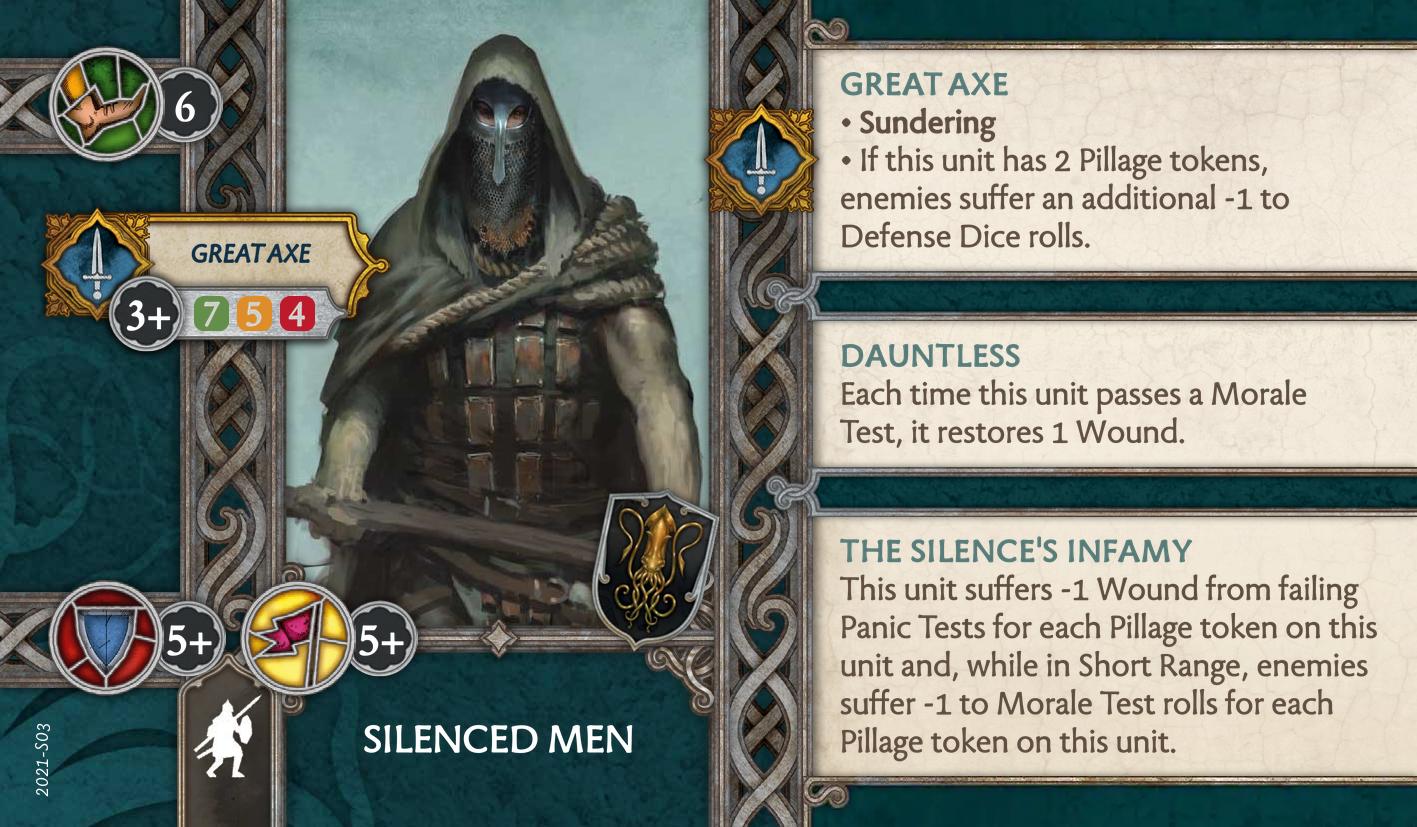 6
GREAT AXE
3+ 7 5 4
5+ 5+
SILENCED MEN
2021-S03
GREAT AXE
• Sundering
• If this unit has 2 Pillage tokens,
enemies suffer an additional -1 to
Defense Dice rolls.
DAUNTLESS
Each time this unit passes a Morale
Test, it restores 1 Wound.
THE SILENCE'S INFAMY
This unit suffers -1 Wound from failing
Panic Tests for each Pillage token on this
unit and, while in Short Range, enemies
suffer -1 to Morale Test rolls for each
Pillage token on this unit.